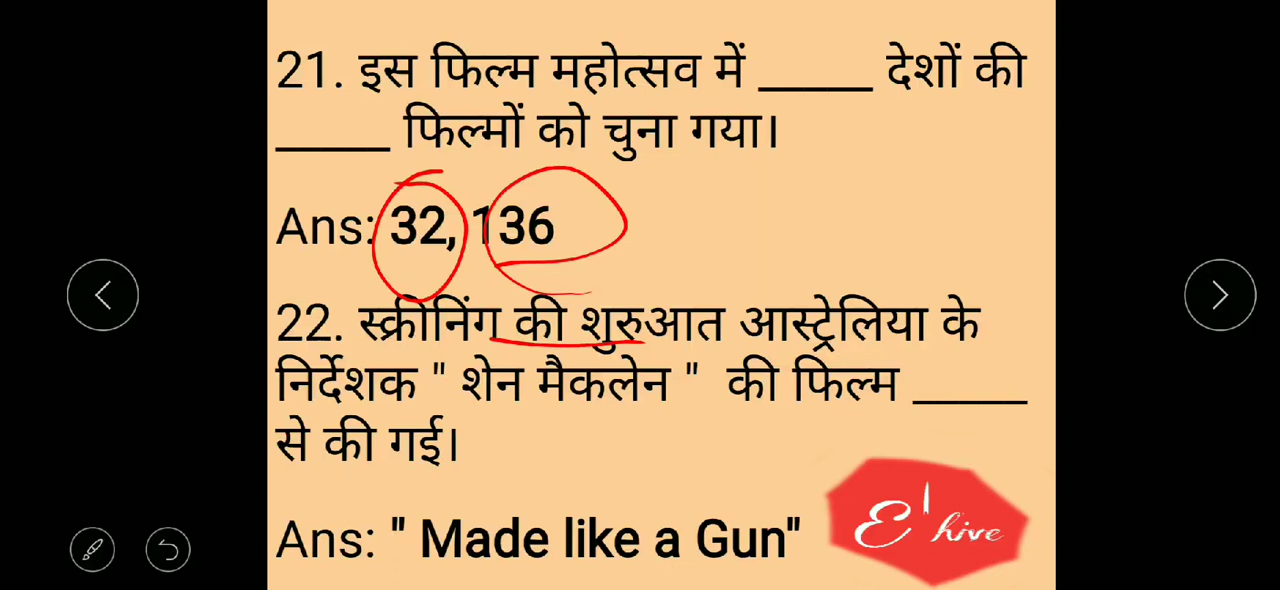 21. इस फिल्म महोत्सव में _____ देशों की
_____ फिल्मों को चुना गया।
Ans: 32, 136
22. स्क्रीनिंग की शुरुआत आस्ट्रेलिया के
निर्देशक " शेन मैकलेन " की फिल्म _____
से की गई।
Ans: " Made like a Gun"
E'hive